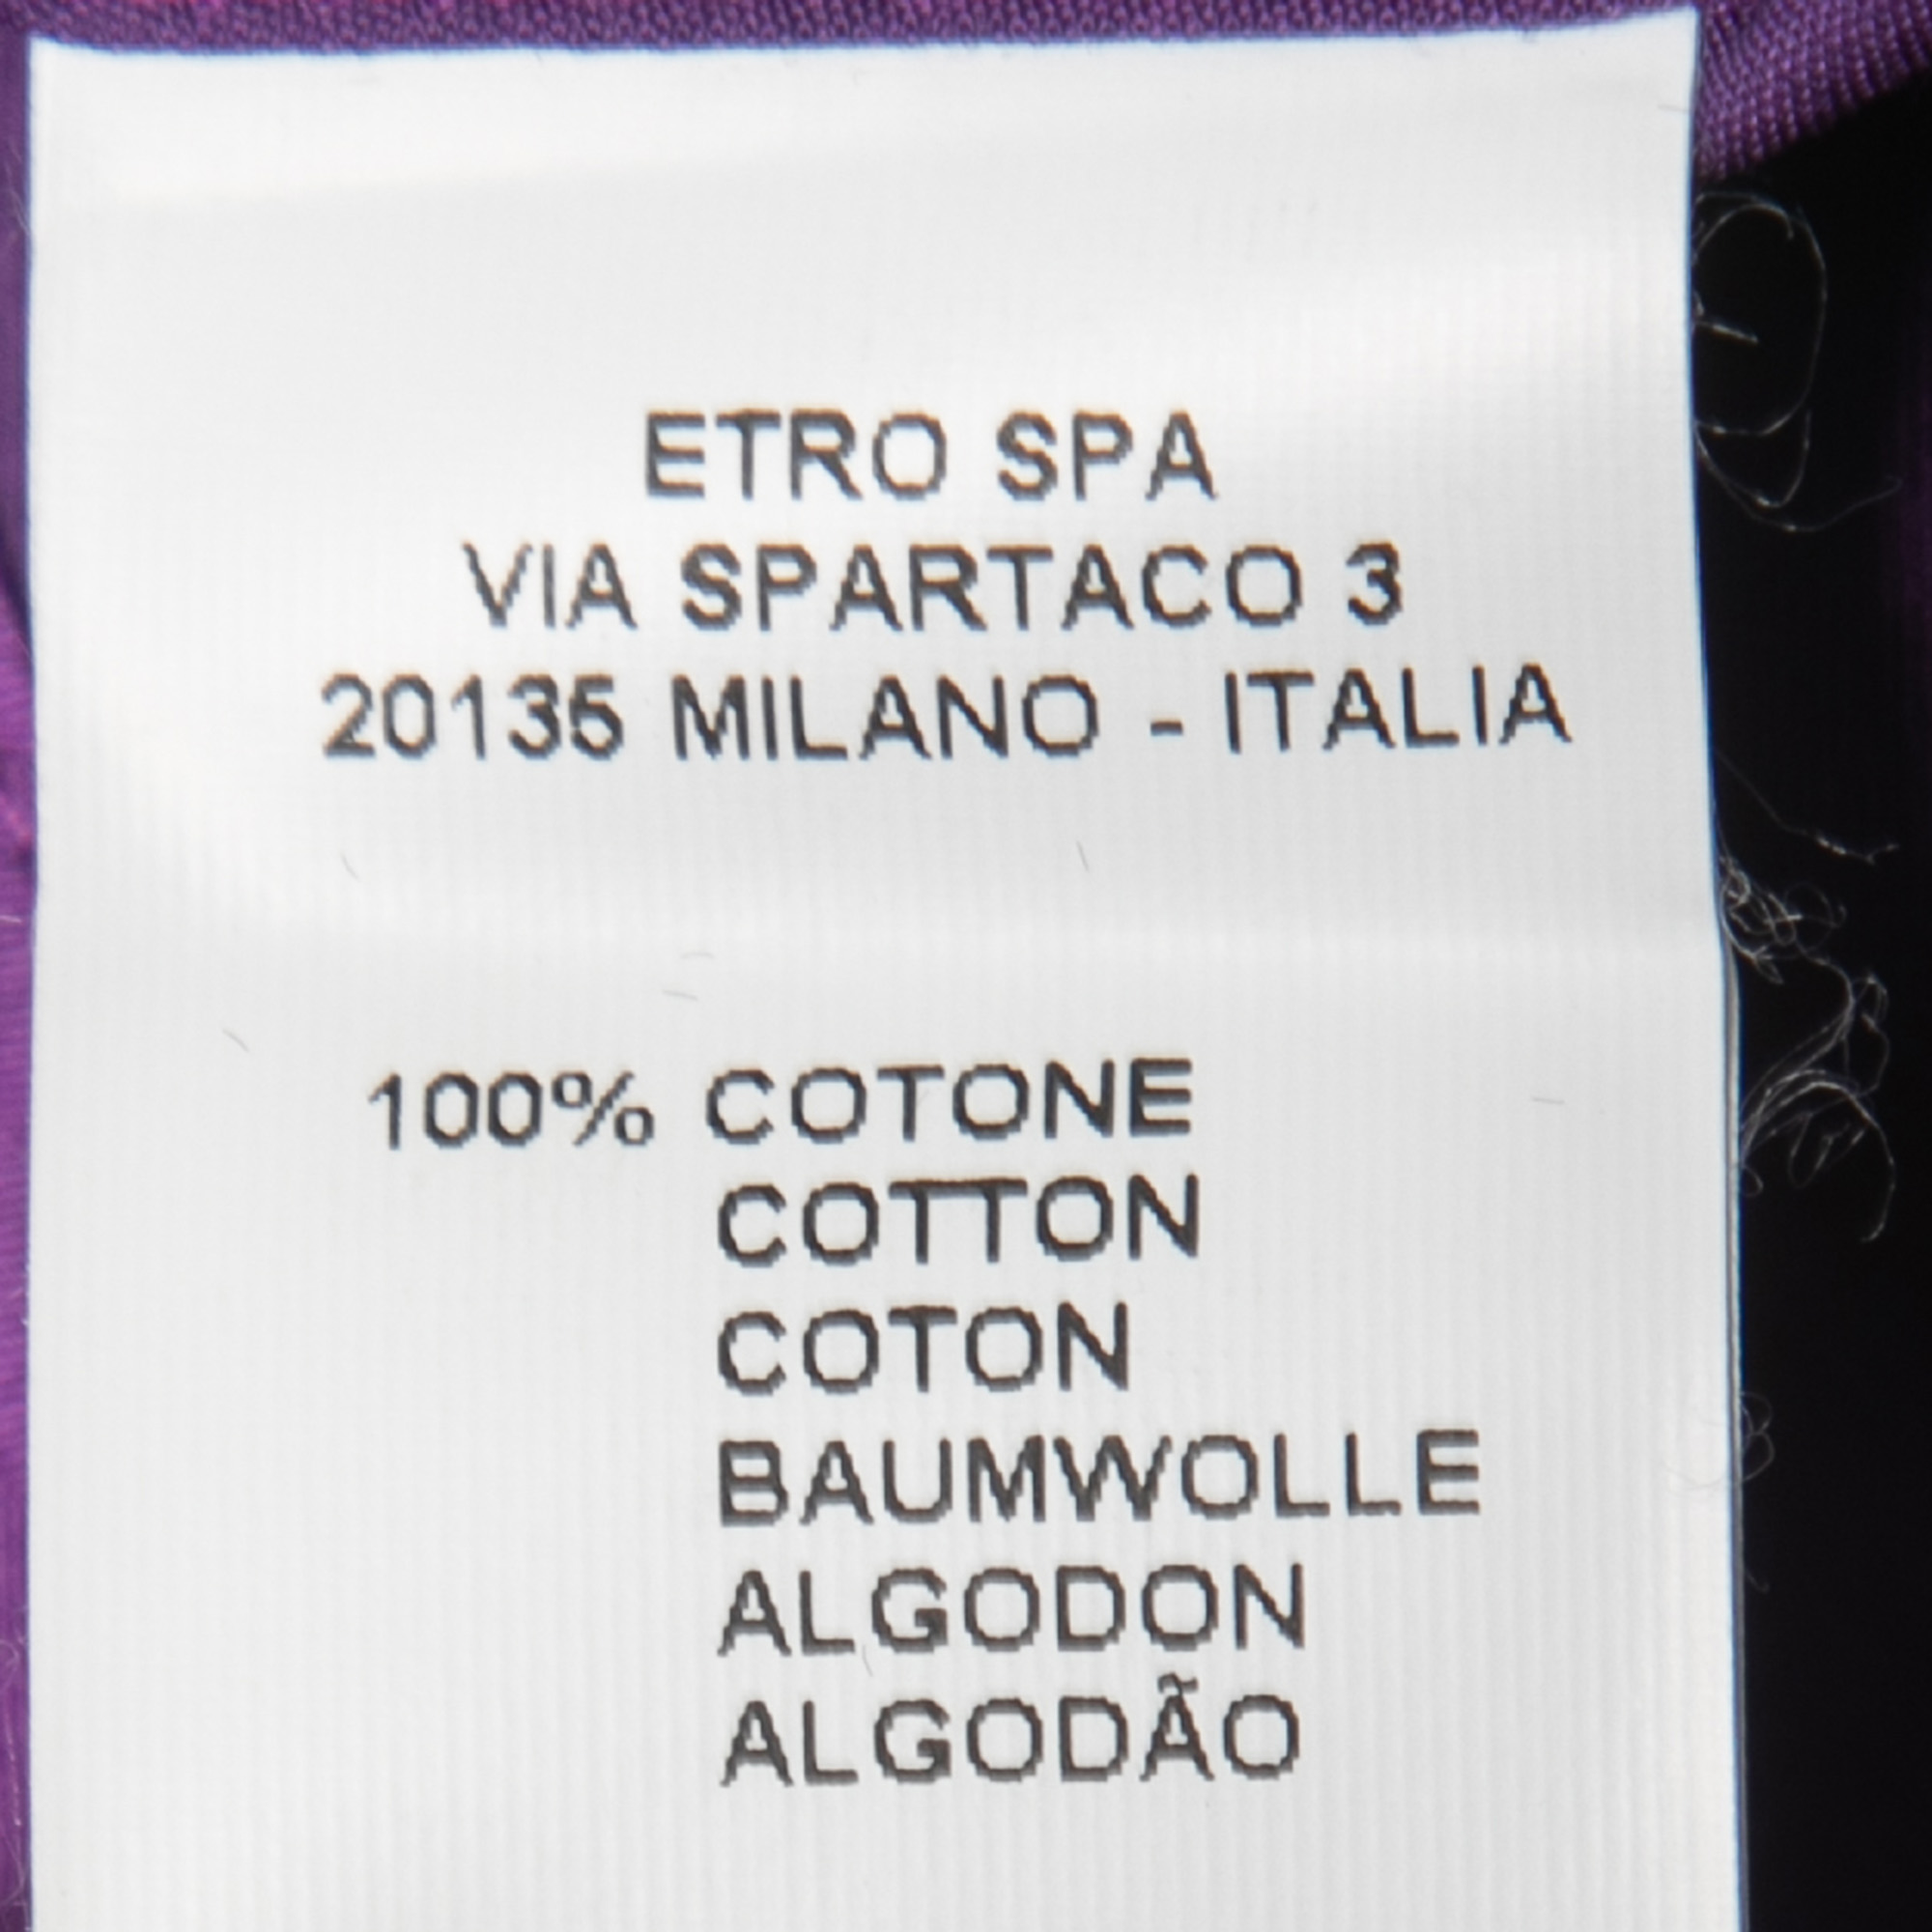 ETRO SPA
VIA SPARTACO 3
20135 MILANO - ITALIA
100% COTONE
COTTON
COTON
BAUMWOLLE
ALGODON
ALGODÃO